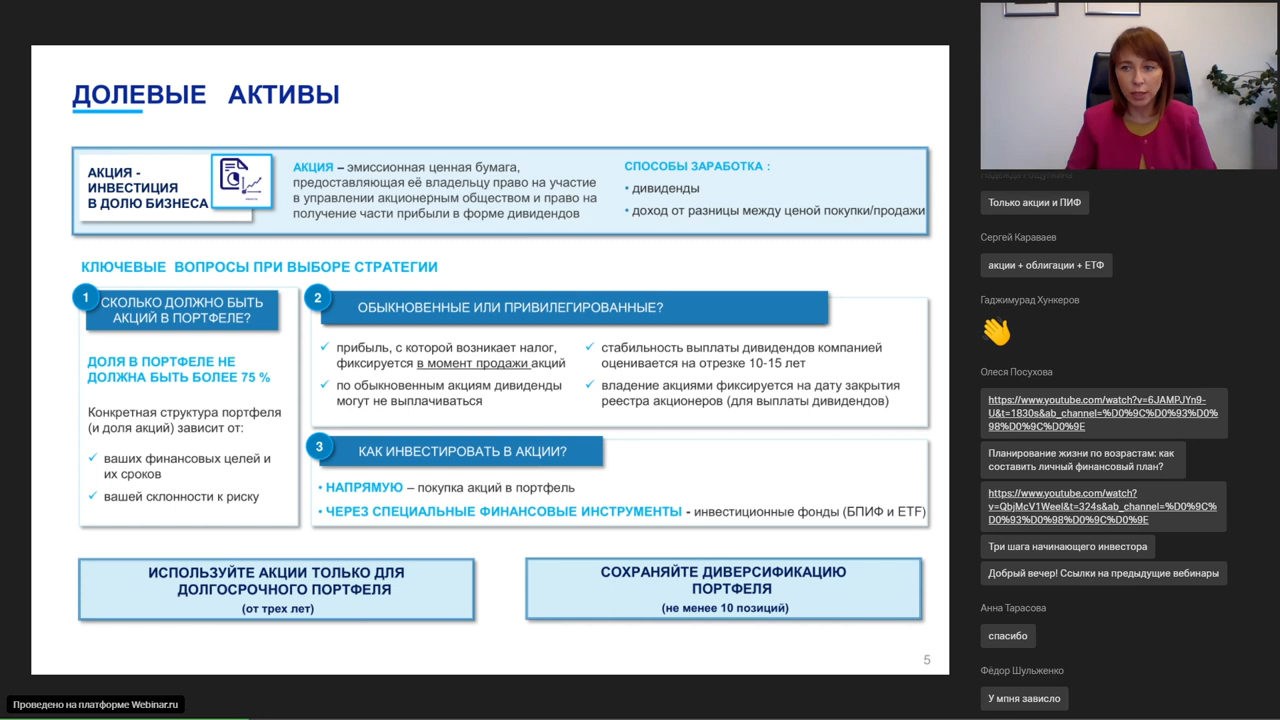 ДОЛЕВЫЕ АКТИВЫ
АКЦИЯ -
ИНВЕСТИЦИЯ
В ДОЛЮ БИЗНЕСА
АКЦИЯ – эмиссионная ценная бумага,
предоставляющая её владельцу право на участие
в управлении акционерным обществом и право на
получение части прибыли в форме дивидендов
СПОСОБЫ ЗАРАБОТКА :
• дивиденды
• доход от разницы между ценой покупки/продажи
КЛЮЧЕВЫЕ ВОПРОСЫ ПРИ ВЫБОРЕ СТРАТЕГИИ
1
СКОЛЬКО ДОЛЖНО БЫТЬ
АКЦИЙ В ПОРТФЕЛЕ?
ДОЛЯ В ПОРТФЕЛЕ НЕ
ДОЛЖНА БЫТЬ БОЛЕЕ 75 %
Конкретная структура портфеля
(и доля акций) зависит от:
✓ ваших финансовых целей и
их сроков
✓ вашей склонности к риску
2
ОБЫКНОВЕННЫЕ ИЛИ ПРИВИЛЕГИРОВАННЫЕ?
✓ прибыль, с которой возникает налог,
фиксируется в момент продажи акций
✓ по обыкновенным акциям дивиденды
могут не выплачиваться
✓ стабильность выплаты дивидендов компанией
оценивается на отрезке 10-15 лет
✓ владение акциями фиксируется на дату закрытия
реестра акционеров (для выплаты дивидендов)
3
КАК ИНВЕСТИРОВАТЬ В АКЦИИ?
• НАПРЯМУЮ – покупка акций в портфель
• ЧЕРЕЗ СПЕЦИАЛЬНЫЕ ФИНАНСОВЫЕ ИНСТРУМЕНТЫ - инвестиционные фонды (БПИФ и ETF)
ИСПОЛЬЗУЙТЕ АКЦИИ ТОЛЬКО ДЛЯ
ДОЛГОСРОЧНОГО ПОРТФЕЛЯ
(от трех лет)
СОХРАНЯЙТЕ ДИВЕРСИФИКАЦИЮ
ПОРТФЕЛЯ
(не менее 10 позиций)
5
Проведено на платформе Webinar.ru
Только акции и ПИФ
Сергей Караваев
акции + облигации + ЕТФ
Гаджимурад Хункеров
Олеся Посухова
https://www.youtube.com/watch?v=6JAMPJYn9-
U&t=1830s&ab_channel=%D0%9C%D0%93%D0%
98%D0%9C%D0%9E
Планирование жизни по возрастам: как
составить личный финансовый план?
https://www.youtube.com/watch?
v=QbjMcV1WeeI&t=324s&ab_channel=%D0%9C%
D0%93%D0%98%D0%9C%D0%9E
Три шага начинающего инвестора
Добрый вечер! Ссылки на предыдущие вебинары
Анна Тарасова
спасибо
Фёдор Шульженко
У мпня зависло